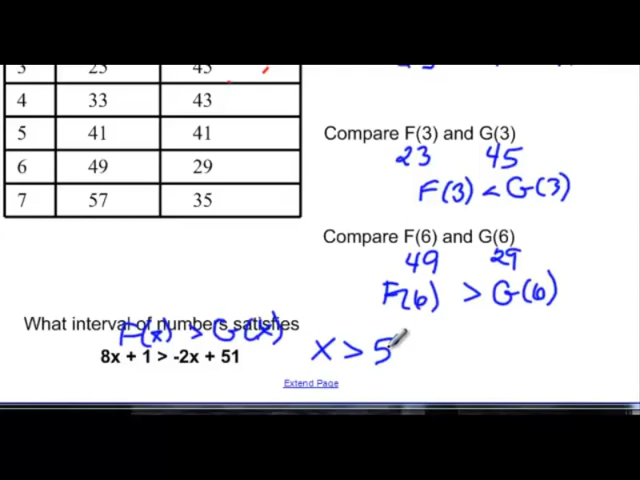 3 25 45
4 33 43
5 41 41
6 49 29
7 57 35
Compare F(3) and G(3)
23 45
F(3) < G(3)
Compare F(6) and G(6)
49 29
F(6) > G(6)
What interval of numbers satisfies
F(x) > G(x)
8x + 1 > -2x + 51
x > 5
Extend Page